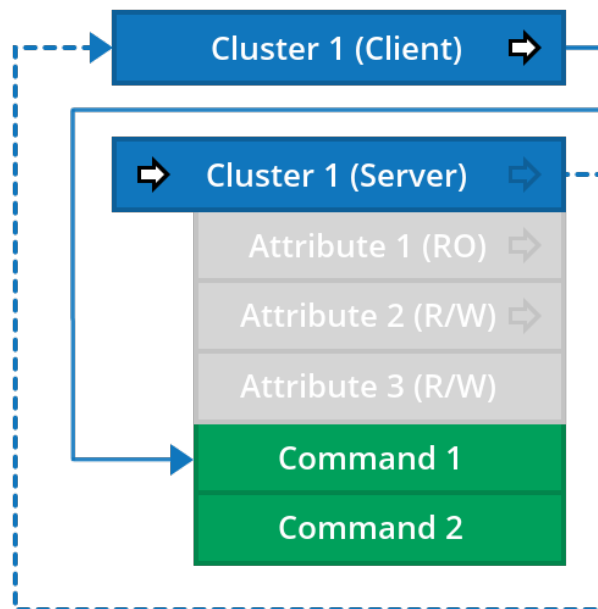 Cluster 1 (Client)
Cluster 1 (Server)
Attribute 1 (RO)
Attribute 2 (R/W)
Attribute 3 (R/W)
Command 1
Command 2